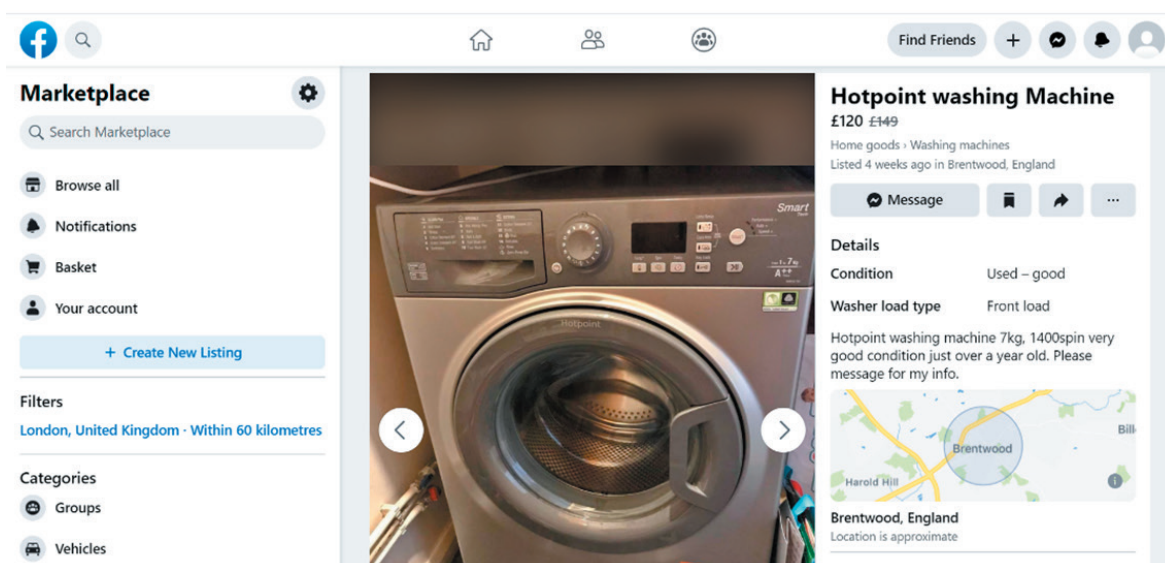 Find Friends
Marketplace
Search Marketplace
Browse all
Notifications
Basket
Your account
+ Create New Listing
Filters
London, United Kingdom · Within 60 kilometres
Categories
Groups
Vehicles
Smart
1-7kg
A++
Hotpoint
Hotpoint washing Machine
£120 £149
Home goods › Washing machines
Listed 4 weeks ago in Brentwood, England
Message
Details
Condition Used – good
Washer load type Front load
Hotpoint washing machine 7kg, 1400spin very
good condition just over a year old. Please
message for my info.
Bill
Brentwood
Harold Hill
Brentwood, England
Location is approximate